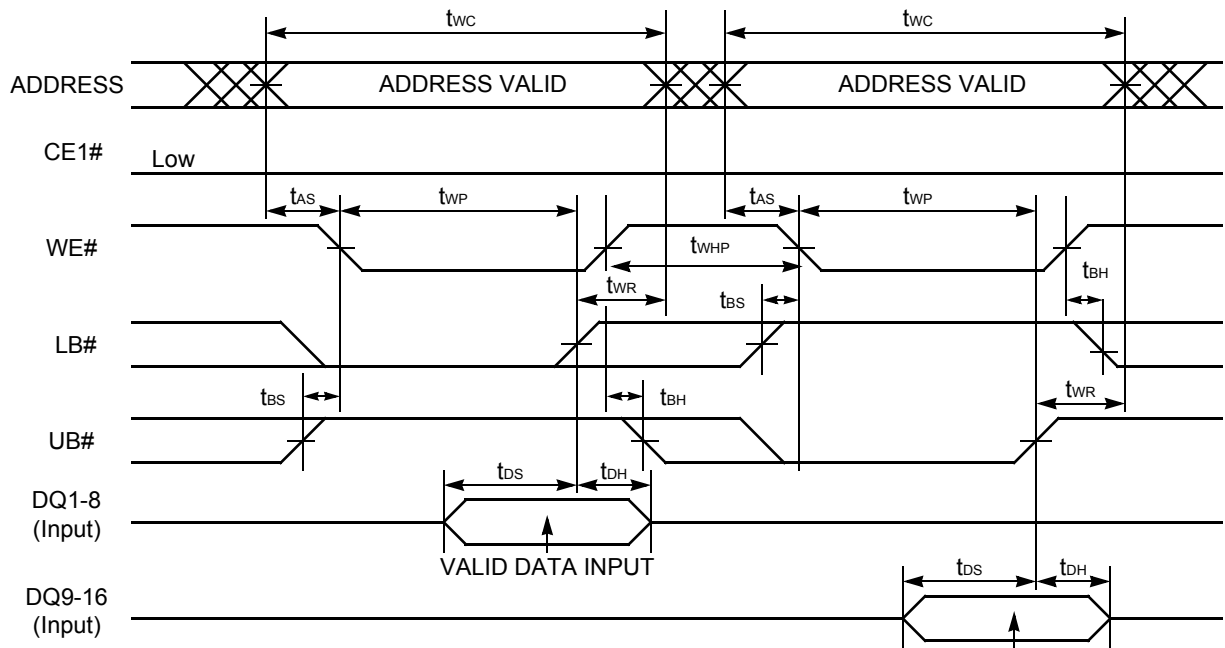 tWC tWC
ADDRESS ADDRESS VALID ADDRESS VALID
CE1# Low
tAS tWP tAS tWP
WE# tWHP tBH
tWR tBS
LB#
tBS tBH tWR
UB#
tDS tDH
DQ1-8
(Input)
VALID DATA INPUT
tDS tDH
DQ9-16
(Input)